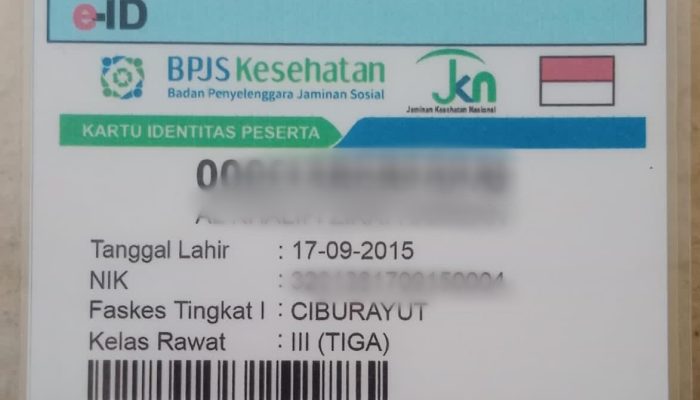 e-ID
BPJS Kesehatan
Badan Penyelenggara Jaminan Sosial
Jkn
Jaminan Kesehatan Nasional
KARTU IDENTITAS PESERTA
Tanggal Lahir : 17-09-2015
NIK :
Faskes Tingkat I : CIBURAYUT
Kelas Rawat : III (TIGA)